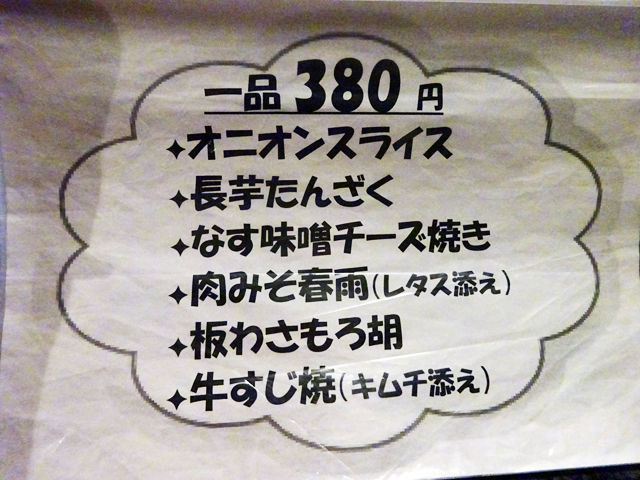 一品 380 円
✦オニオンスライス
✦長芋たんざく
✦なす味噌チーズ焼き
✦肉みそ春雨(レタス添え)
✦板わさもろ胡
✦牛すじ焼(キムチ添え)